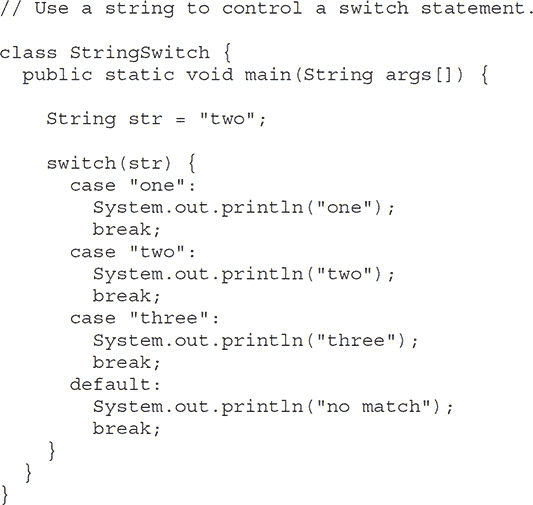 // Use a string to control a switch statement.

class StringSwitch {
  public static void main(String args[]) {

    String str = "two";

    switch(str) {
      case "one":
        System.out.println("one");
        break;
      case "two":
        System.out.println("two");
        break;
      case "three":
        System.out.println("three");
        break;
      default:
        System.out.println("no match");
        break;
    }
  }
}